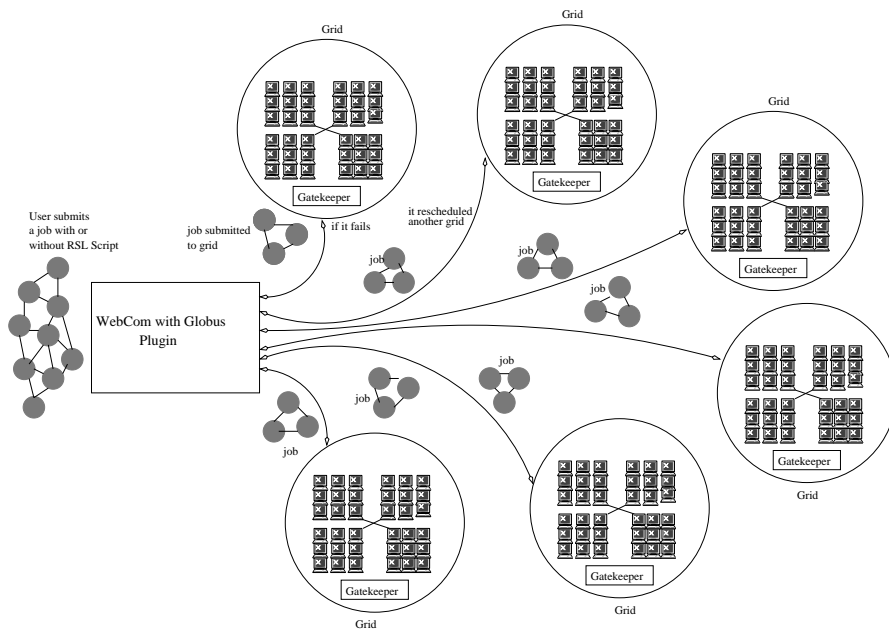 Grid
Grid
Grid
Gatekeeper
Gatekeeper
User submits
a job with or
without RSL Script
job submitted
to grid
if it fails
it rescheduled
another grid
job
job
job
Gatekeeper
WebCom with Globus
Plugin
job
job
job
Gatekeeper
Grid
Gatekeeper
Gatekeeper
Grid
Grid